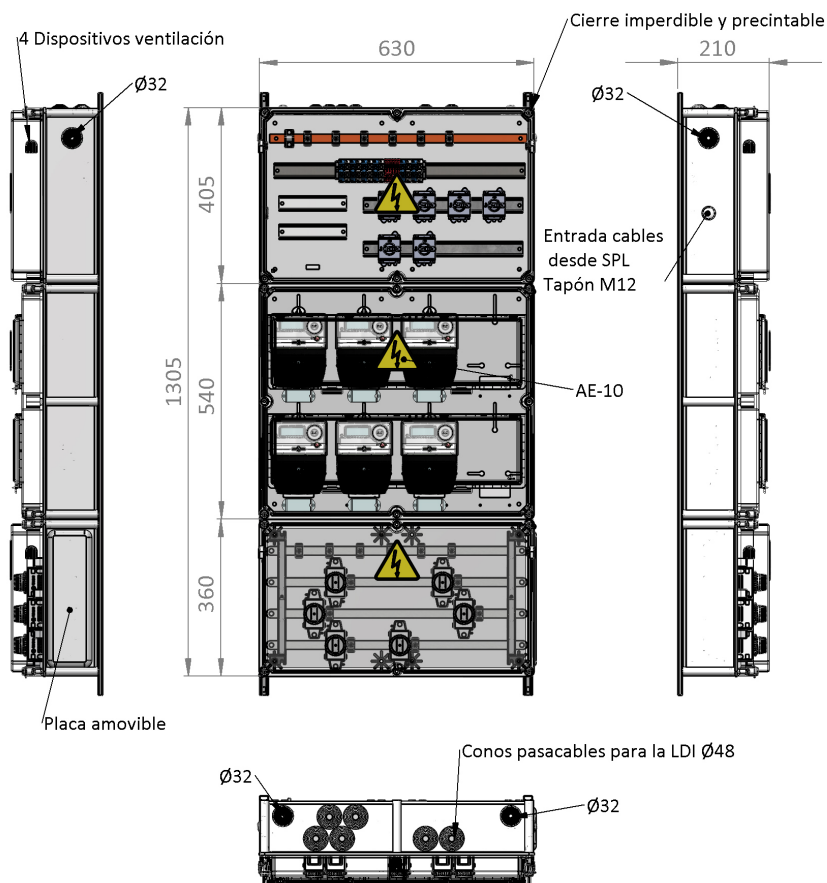 Cierre imperdible y precintable
4 Dispositivos ventilación
630
210
Ø32
Ø32
405
Entrada cables
desde SPL
Tapón M12
1305
540
AE-10
360
Placa amovible
Conos pasacables para la LDI Ø48
Ø32
Ø32